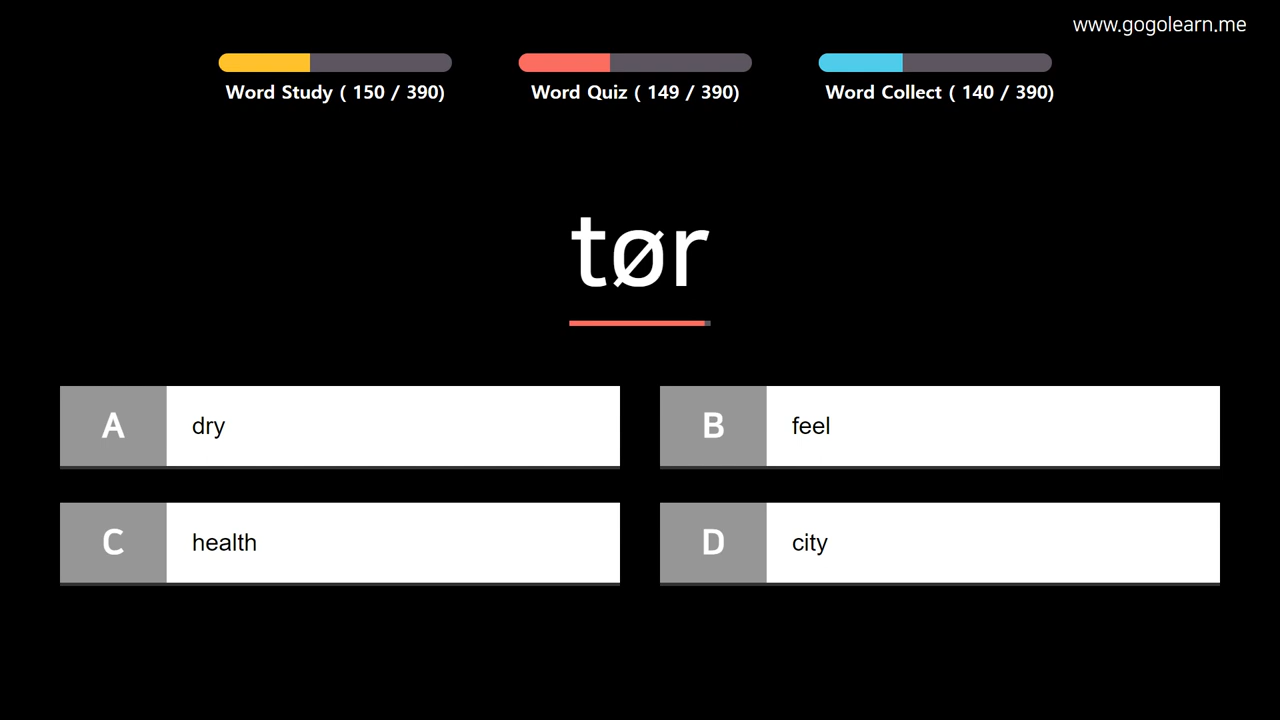 www.gogolearn.me
Word Study ( 150 / 390)
Word Quiz ( 149 / 390)
Word Collect ( 140 / 390)
tør
A
dry
B
feel
C
health
D
city